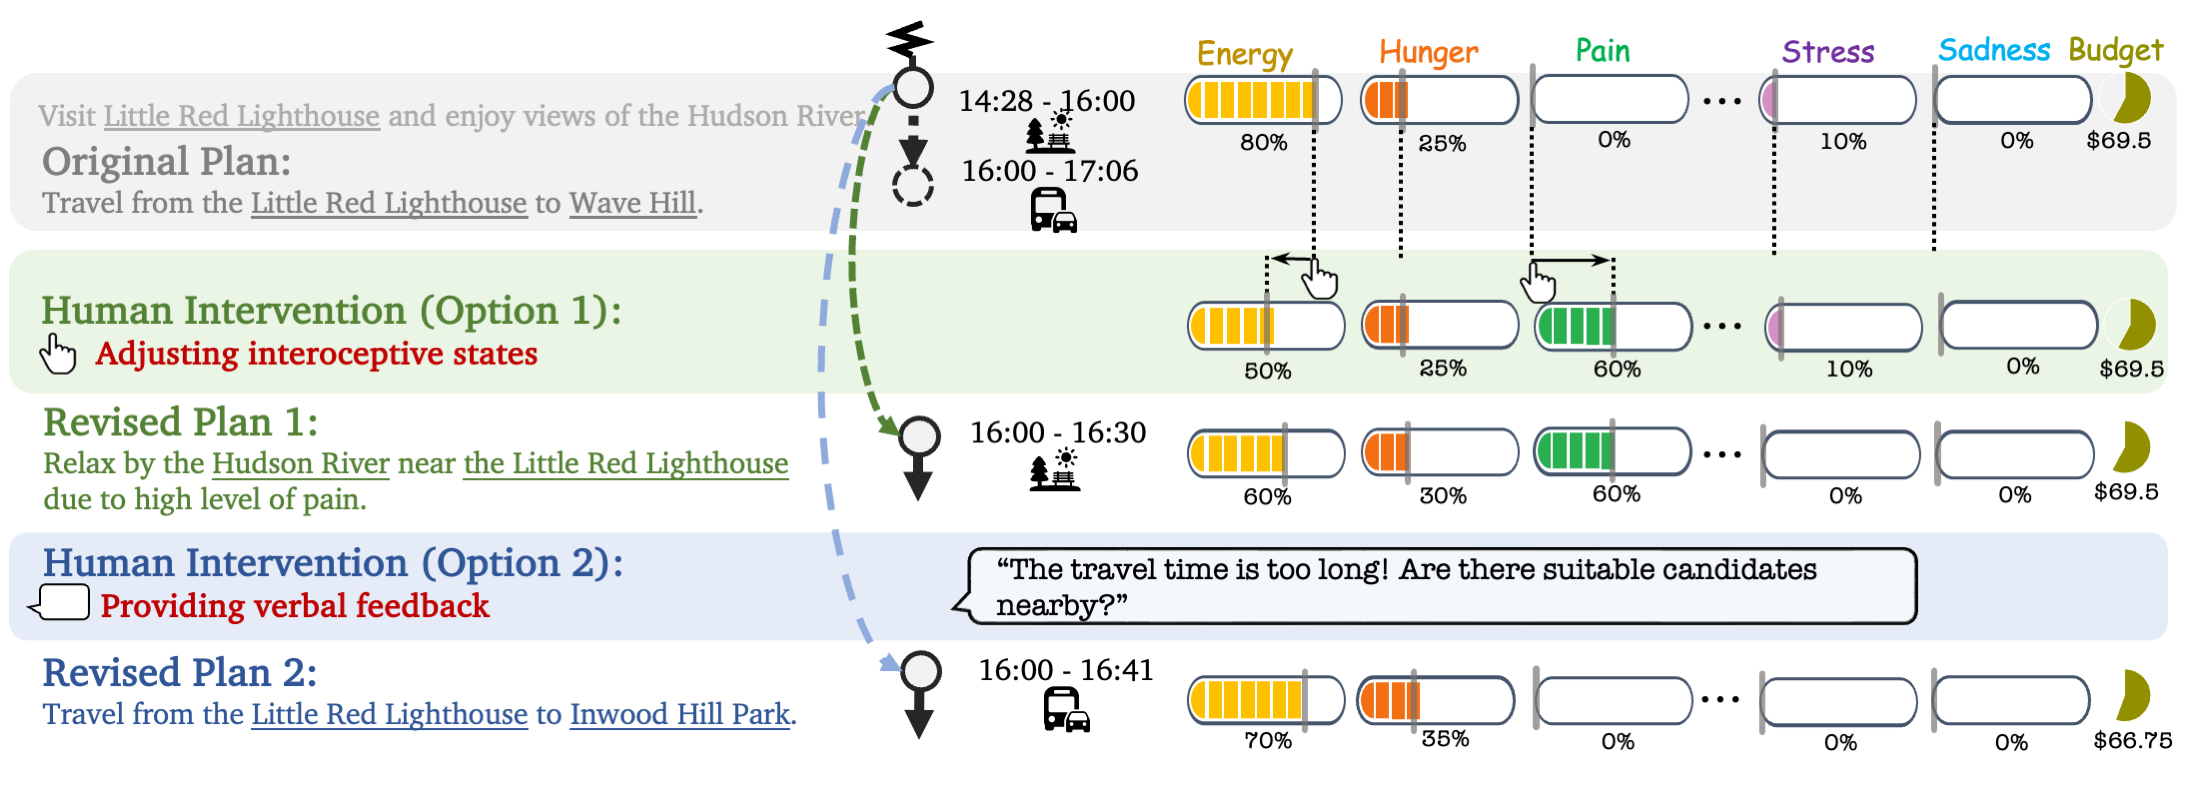 Energy Hunger Pain Stress Sadness Budget
Visit Little Red Lighthouse and enjoy views of the Hudson River
14:28 - 16:00
80% 25% 0% ... 10% 0% $69.5
Original Plan:
16:00 - 17:06
Travel from the Little Red Lighthouse to Wave Hill.
Human Intervention (Option 1):
Adjusting interoceptive states
50% 25% 60% ... 10% 0% $69.5
Revised Plan 1:
16:00 - 16:30
Relax by the Hudson River near the Little Red Lighthouse
due to high level of pain.
60% 30% 60% ... 0% 0% $69.5
Human Intervention (Option 2):
Providing verbal feedback
“The travel time is too long! Are there suitable candidates
nearby?”
Revised Plan 2:
16:00 - 16:41
Travel from the Little Red Lighthouse to Inwood Hill Park.
70% 35% 0% ... 0% 0% $66.75